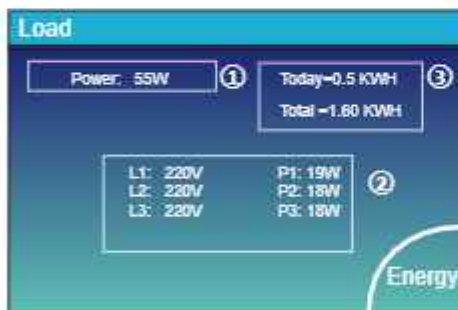 Load
Power: 55W ①
Today=0.5 KWH ③
Total =1.60 KWH
L1: 220V P1: 19W ②
L2: 220V P2: 18W
L3: 220V P3: 18W
Energy